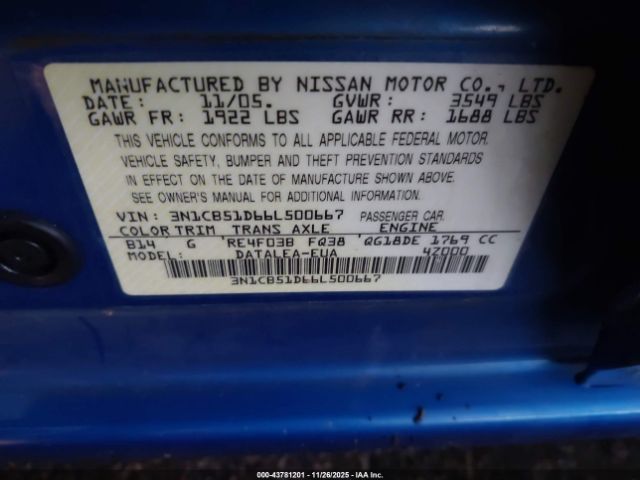 MANUFACTURED BY NISSAN MOTOR CO., LTD.
DATE: 11/05. GVWR: 3549 LBS
GAWR FR: 1922 LBS GAWR RR: 1688 LBS
THIS VEHICLE CONFORMS TO ALL APPLICABLE FEDERAL MOTOR
VEHICLE SAFETY, BUMPER AND THEFT PREVENTION STANDARDS
IN EFFECT ON THE DATE OF MANUFACTURE SHOWN ABOVE.
SEE OWNER'S MANUAL FOR ADDITIONAL INFORMATION.
VIN: 3N1CB51D66L500667 PASSENGER CAR.
COLOR TRIM TRANS AXLE ENGINE
B14 G RE4F03B FQ38 QG18DE 1769 CC
MODEL: DATALEA-EUA 4Z000
3N1CB51D66L500667
000-43781201 - 11/26/2025 - IAAI.com